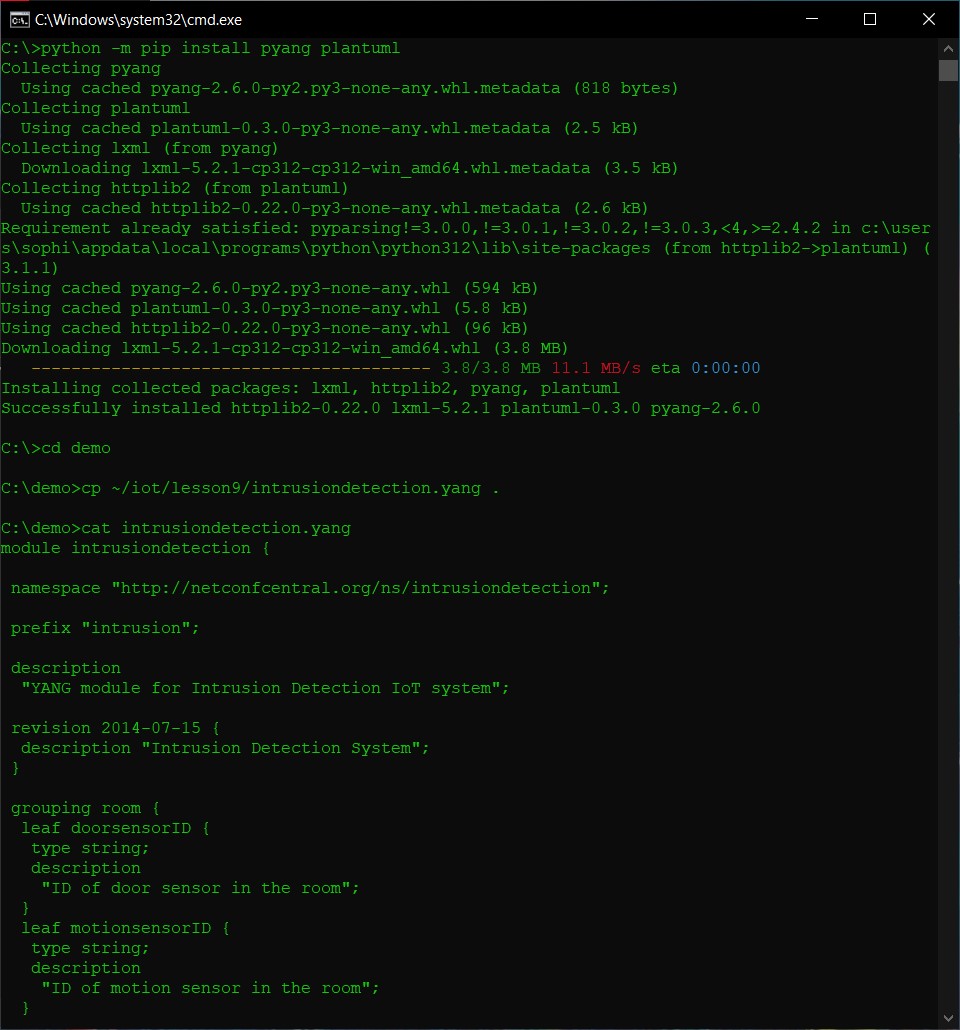 C:\Windows\system32\cmd.exe
C:\>python -m pip install pyang plantuml
Collecting pyang
  Using cached pyang-2.6.0-py2.py3-none-any.whl.metadata (818 bytes)
Collecting plantuml
  Using cached plantuml-0.3.0-py3-none-any.whl.metadata (2.5 kB)
Collecting lxml (from pyang)
  Downloading lxml-5.2.1-cp312-cp312-win_amd64.whl.metadata (3.5 kB)
Collecting httplib2 (from plantuml)
  Using cached httplib2-0.22.0-py3-none-any.whl.metadata (2.6 kB)
Requirement already satisfied: pyparsing!=3.0.0,!=3.0.1,!=3.0.2,!=3.0.3,<4,>=2.4.2 in c:\user
s\sophi\appdata\local\programs\python\python312\lib\site-packages (from httplib2->plantuml) (
3.1.1)
Using cached pyang-2.6.0-py2.py3-none-any.whl (594 kB)
Using cached plantuml-0.3.0-py3-none-any.whl (5.8 kB)
Using cached httplib2-0.22.0-py3-none-any.whl (96 kB)
Downloading lxml-5.2.1-cp312-cp312-win_amd64.whl (3.8 MB)
   ---------------------------------------- 3.8/3.8 MB 11.1 MB/s eta 0:00:00
Installing collected packages: lxml, httplib2, pyang, plantuml
Successfully installed httplib2-0.22.0 lxml-5.2.1 plantuml-0.3.0 pyang-2.6.0
C:\>cd demo
C:\demo>cp ~/iot/lesson9/intrusiondetection.yang .
C:\demo>cat intrusiondetection.yang
module intrusiondetection {
 namespace "http://netconfcentral.org/ns/intrusiondetection";
 prefix "intrusion";
 description
  "YANG module for Intrusion Detection IoT system";
 revision 2014-07-15 {
  description "Intrusion Detection System";
 }
 grouping room {
  leaf doorsensorID {
   type string;
   description
    "ID of door sensor in the room";
  }
  leaf motionsensorID {
   type string;
   description
    "ID of motion sensor in the room";
  }